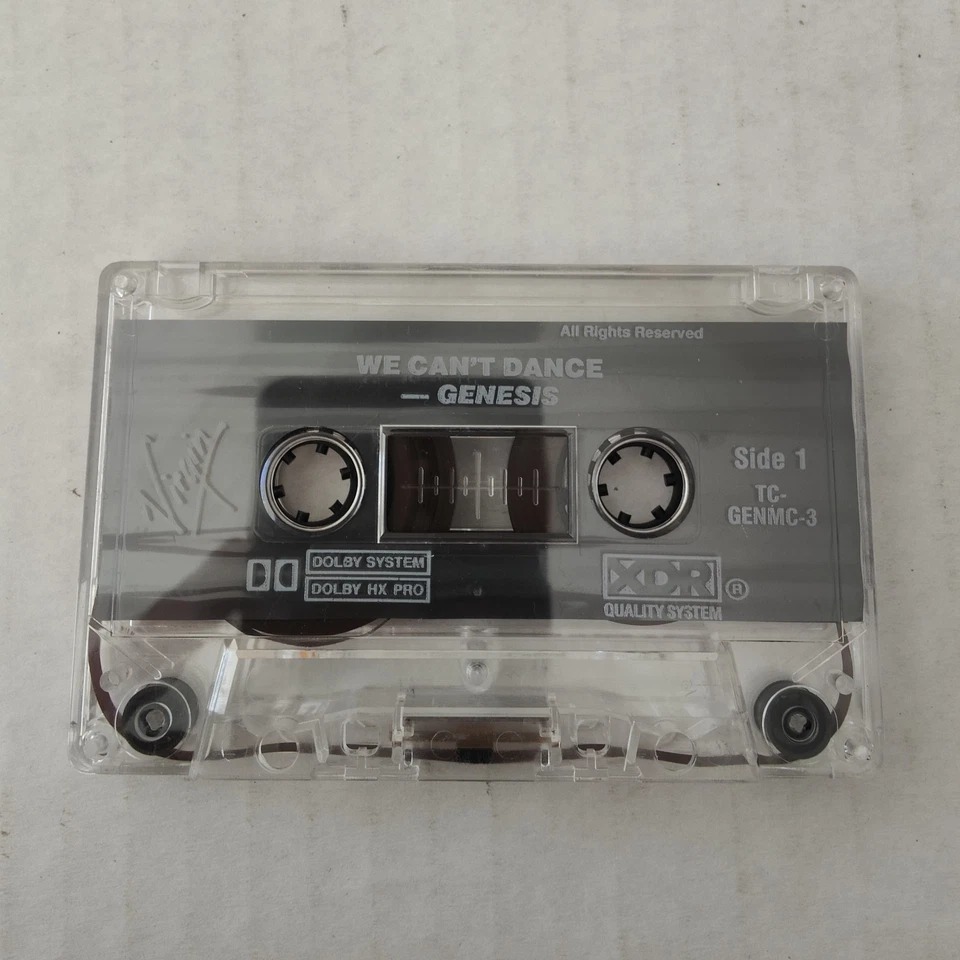 All Rights Reserved
WE CAN'T DANCE
— GENESIS
Virgin
Side 1
TC-
GENMC-3
DOLBY SYSTEM
DOLBY HX PRO
XDR ®
QUALITY SYSTEM